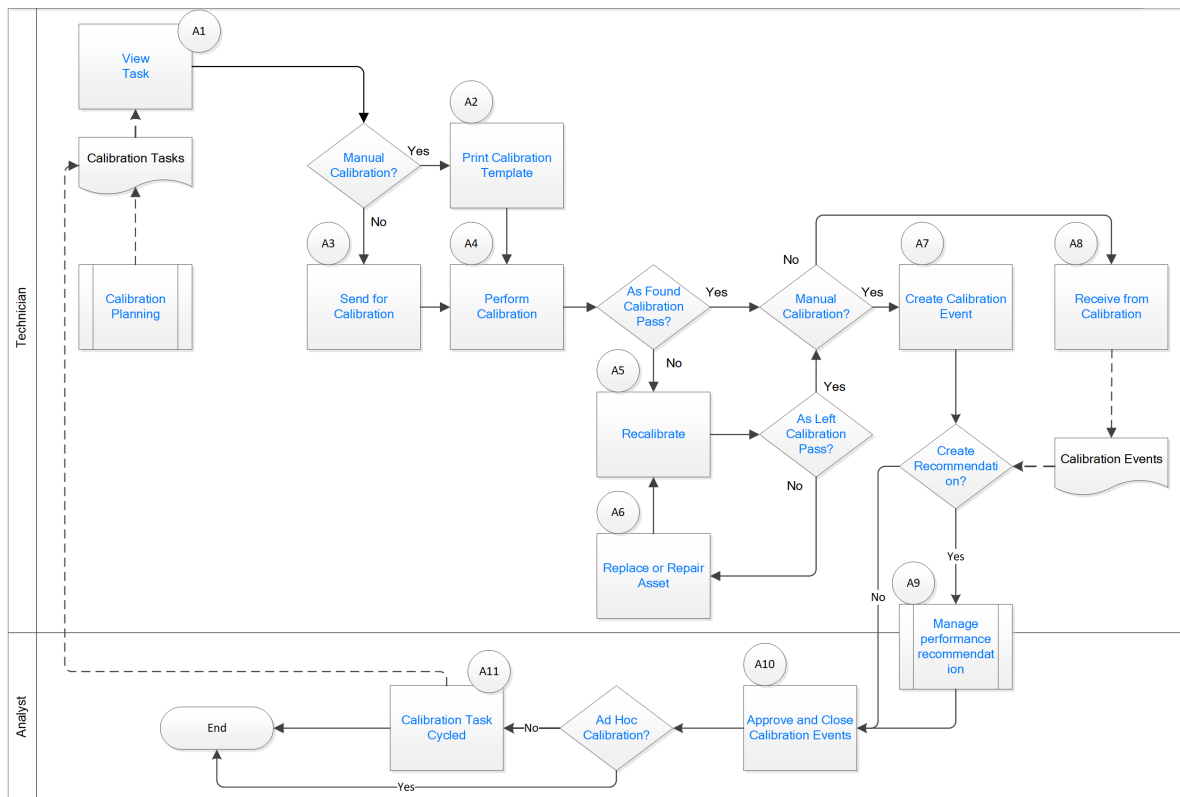 Technician
Analyst
A1
View
Task
Calibration Tasks
Calibration
Planning
Manual
Calibration?
Yes
No
A2
Print Calibration
Template
A3
Send for
Calibration
A4
Perform
Calibration
As Found
Calibration
Pass?
Yes
No
A5
Recalibrate
A6
Replace or Repair
Asset
As Left
Calibration
Pass?
Yes
No
Manual
Calibration?
No
Yes
A7
Create Calibration
Event
A8
Receive from
Calibration
Calibration Events
Create
Recommendati
on?
Yes
No
A9
Manage
performance
recommendat
ion
A10
Approve and Close
Calibration Events
Ad Hoc
Calibration?
No
Yes
A11
Calibration Task
Cycled
End